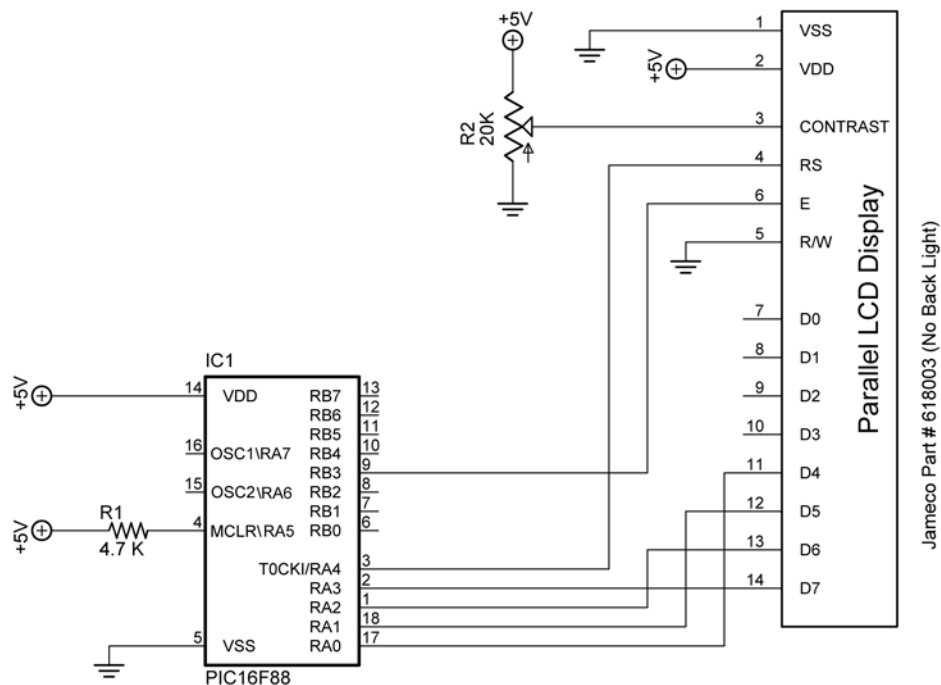 +5V
1 VSS
+5V 2 VDD
R2 20K
3 CONTRAST
4 RS
6 E
5 R/W
Parallel LCD Display
Jameco Part # 618003 (No Back Light)
7 D0
8 D1
9 D2
10 D3
11 D4
12 D5
13 D6
14 D7
IC1
+5V 14 VDD RB7 13
RB6 12
RB5 11
16 OSC1\RA7 RB4 10
RB3 9
15 OSC2\RA6 RB2 8
RB1 7
+5V R1 4.7 K 4 MCLR\RA5 RB0 6
T0CKI/RA4 3
RA3 2
RA2 1
RA1 18
5 VSS RA0 17
PIC16F88